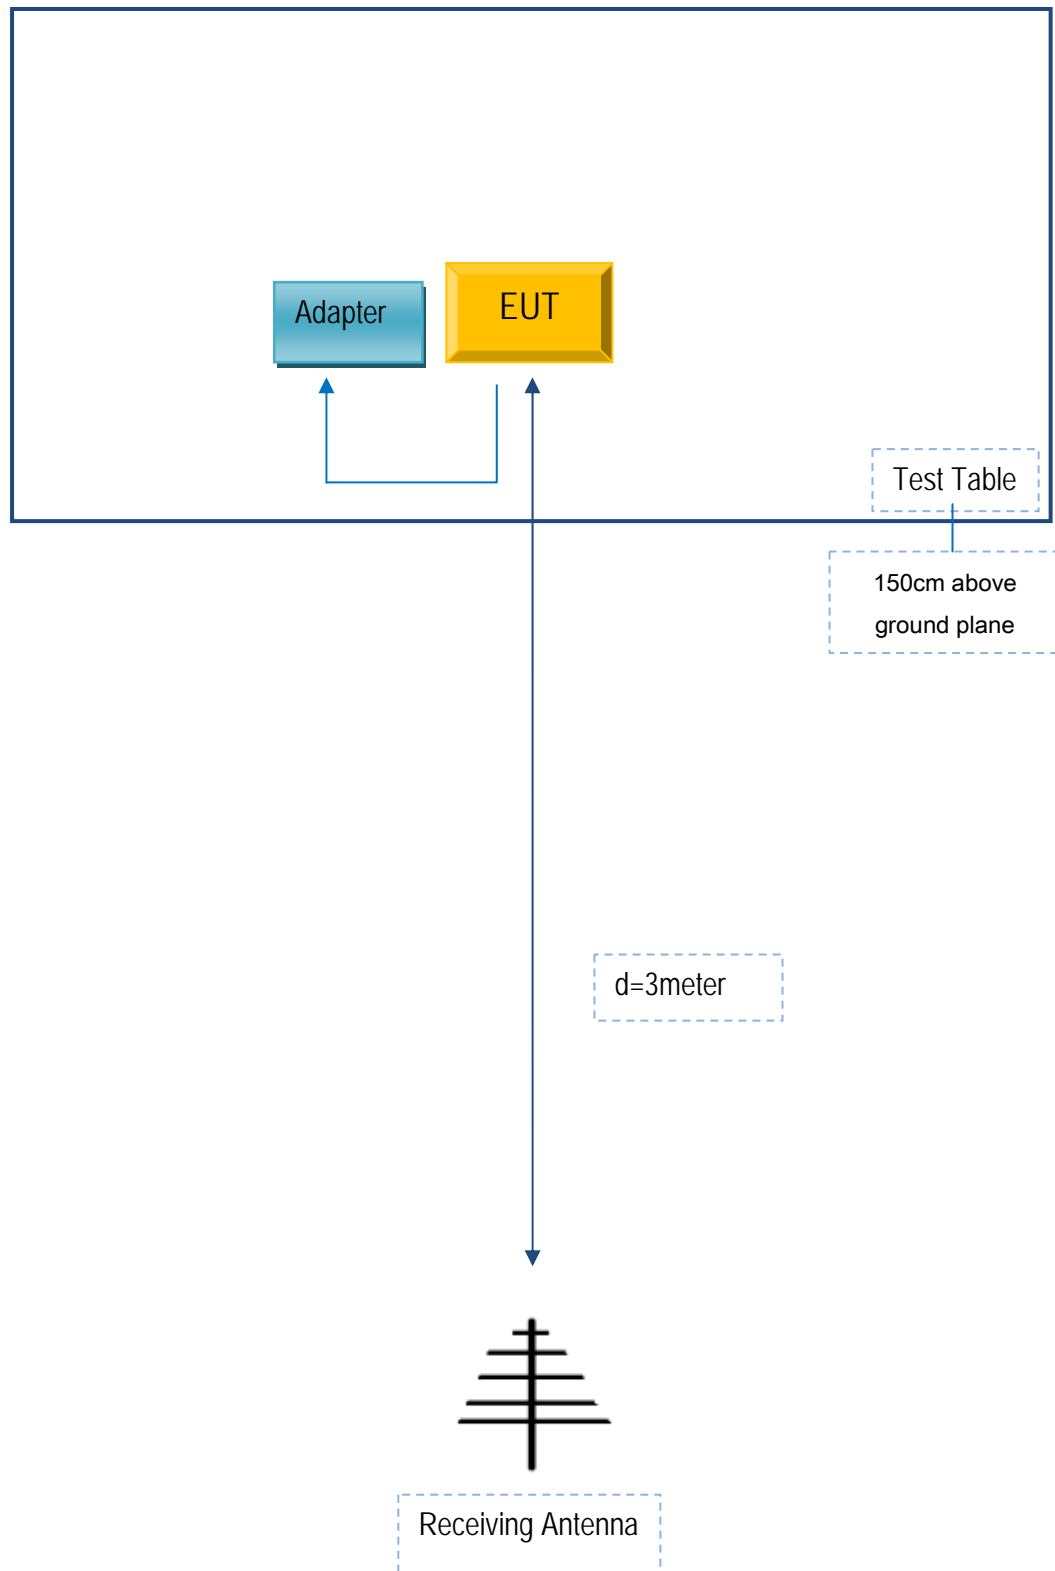 Adapter
EUT
Test Table
150cm above
ground plane
d=3meter
Receiving Antenna